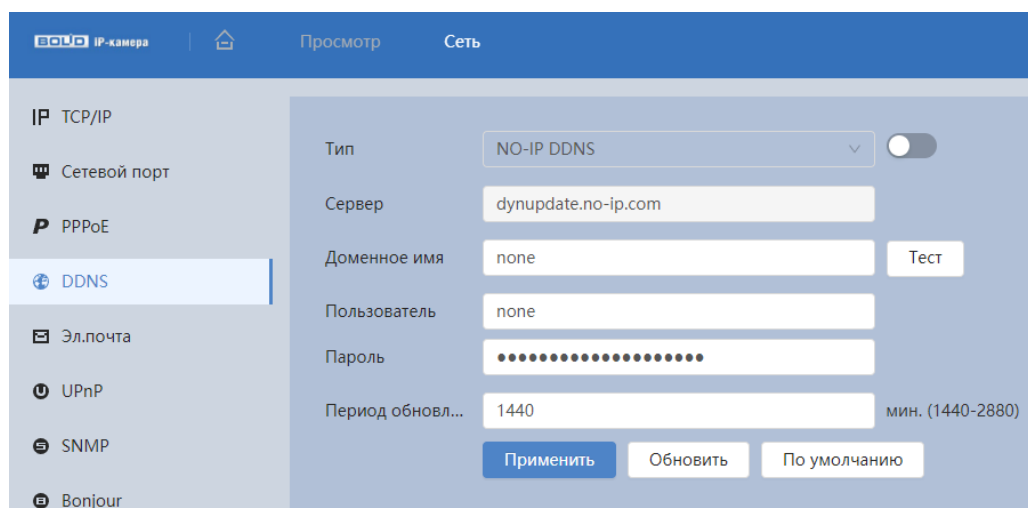 BOLID IP-камера Просмотр Сеть
TCP/IP
Сетевой порт
PPPoE
DDNS
Эл.почта
UPnP
SNMP
Bonjour
Тип NO-IP DDNS
Сервер dynupdate.no-ip.com
Доменное имя none Тест
Пользователь none
Пароль ••••••••••••••••••••
Период обновл... 1440 мин. (1440-2880)
Применить Обновить По умолчанию